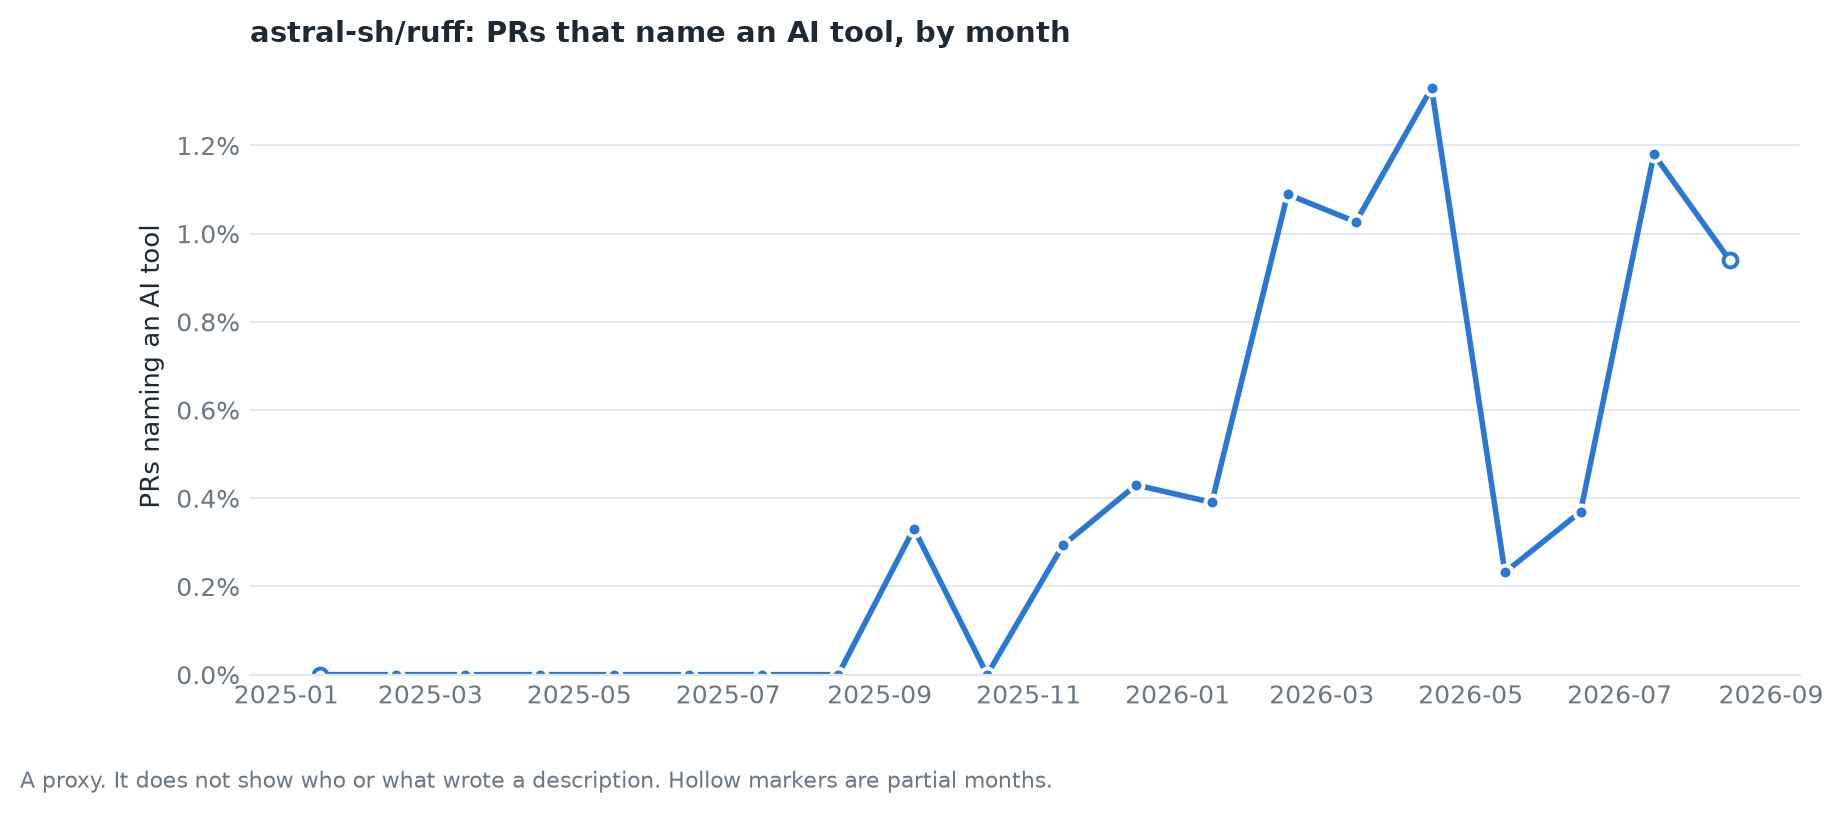 astral-sh/ruff: PRs that name an AI tool, by month
PRs naming an AI tool
1.2%
1.0%
0.8%
0.6%
0.4%
0.2%
0.0%
2025-01 2025-03 2025-05 2025-07 2025-09 2025-11 2026-01 2026-03 2026-05 2026-07 2026-09
A proxy. It does not show who or what wrote a description. Hollow markers are partial months.